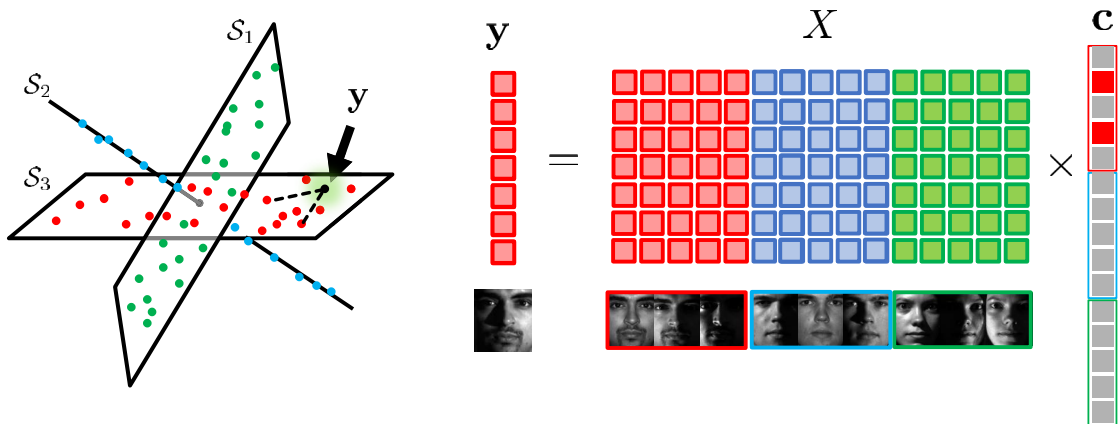 𝒮₁
𝒮₂
y
𝒮₃
y
=
X
×
c